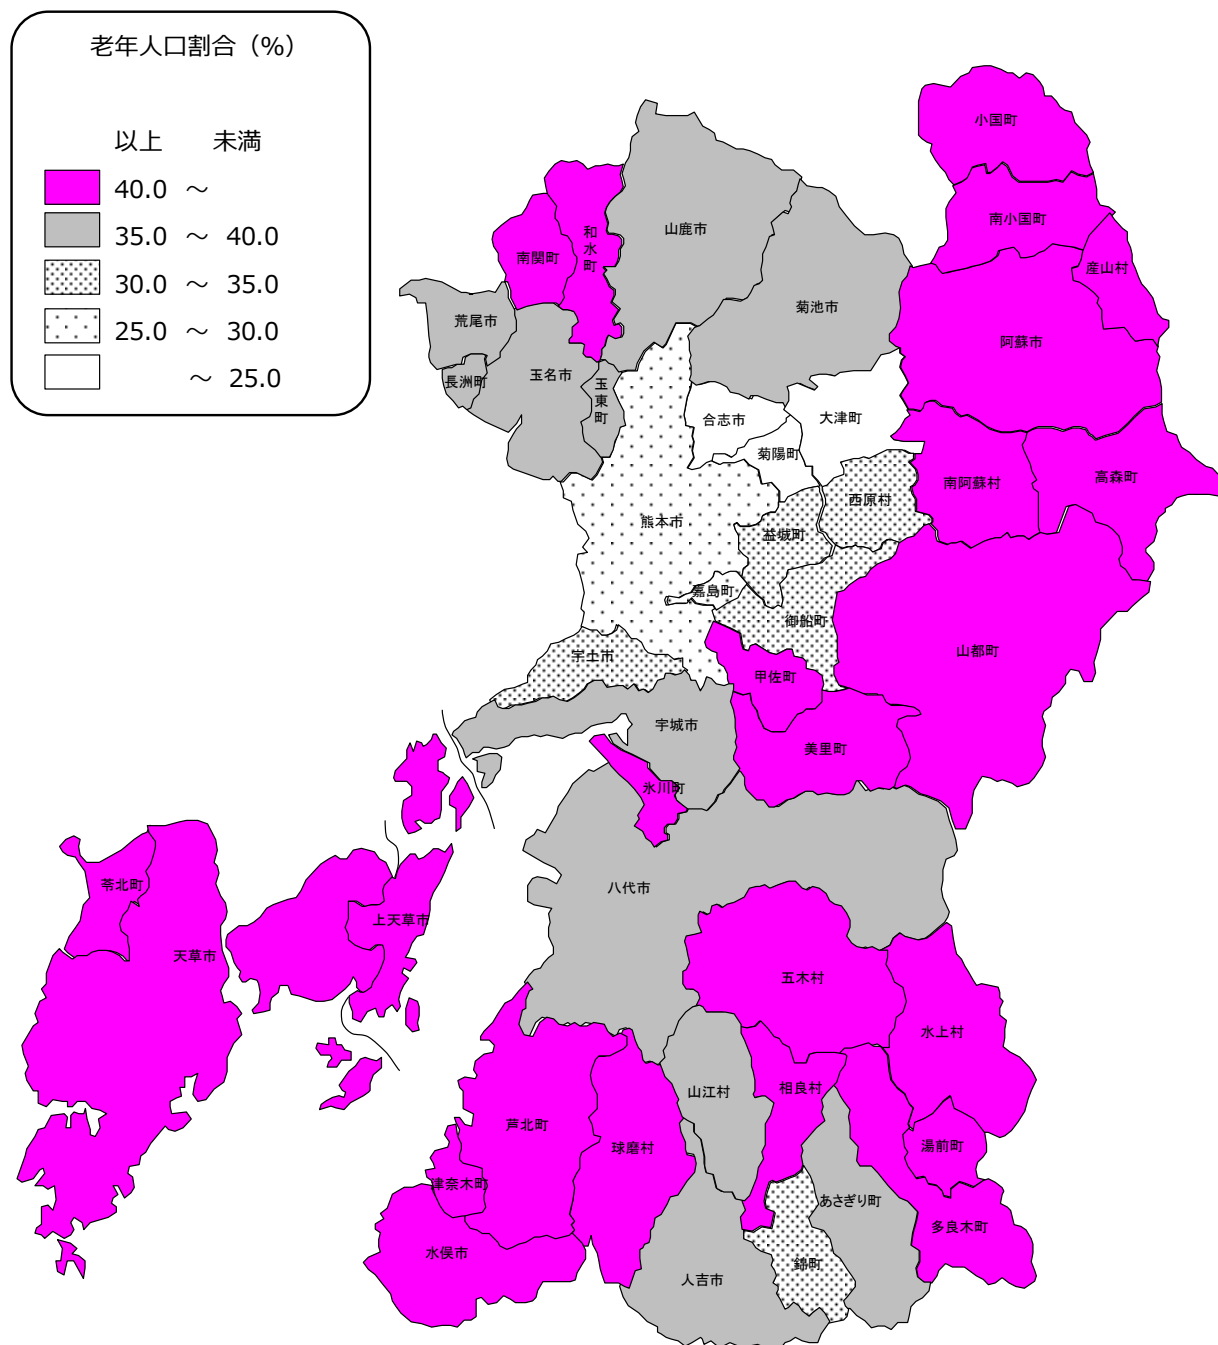 老年人口割合（%）
以上 未満
40.0 ～
35.0 ～ 40.0
30.0 ～ 35.0
25.0 ～ 30.0
～ 25.0
小国町
南小国町
産山村
和水町
山鹿市
南関町
菊池市
荒尾市
阿蘇市
玉名市
長洲町
玉東町
合志市
大津町
菊陽町
南阿蘇村
高森町
西原村
熊本市
益城町
嘉島町
御船町
山都町
宇土市
甲佐町
宇城市
美里町
氷川町
八代市
苓北町
上天草市
天草市
五木村
水上村
山江村
相良村
芦北町
球磨村
湯前町
津奈木町
あさぎり町
多良木町
水俣市
錦町
人吉市